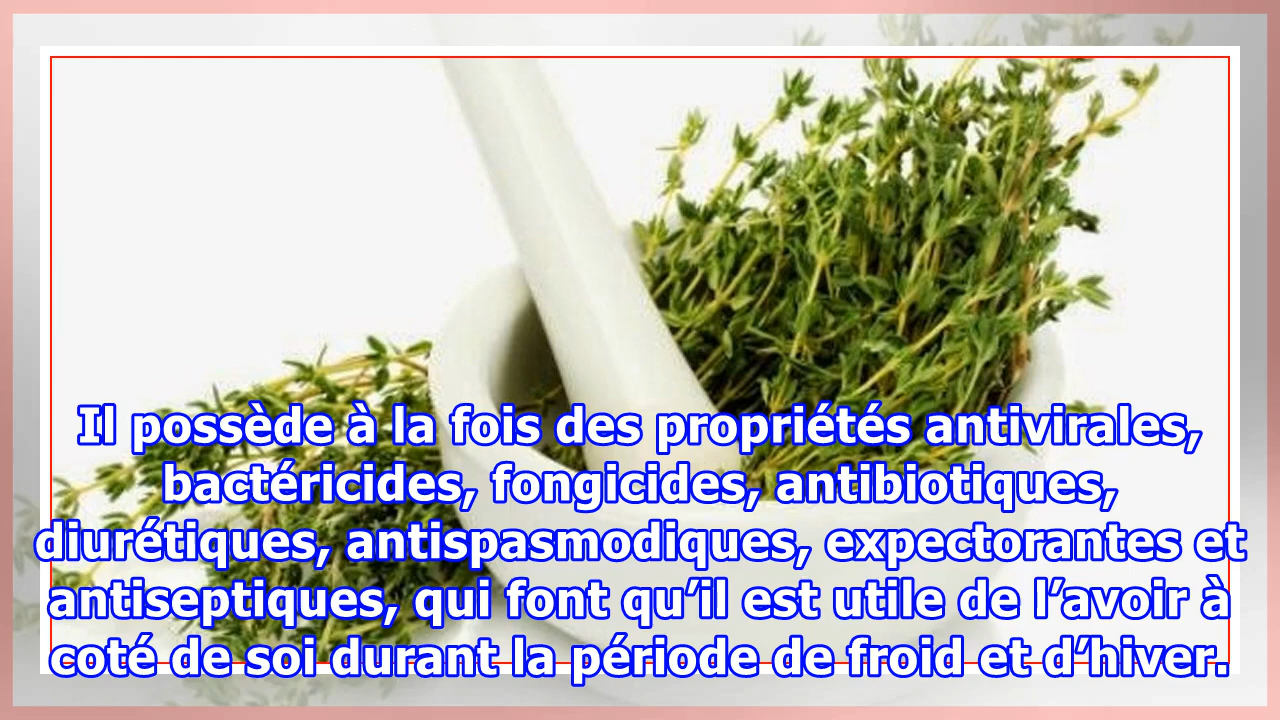 Il possède à la fois des propriétés antivirales,
bactéricides, fongicides, antibiotiques,
diurétiques, antispasmodiques, expectorantes et
antiseptiques, qui font qu’il est utile de l’avoir à
coté de soi durant la période de froid et d’hiver.